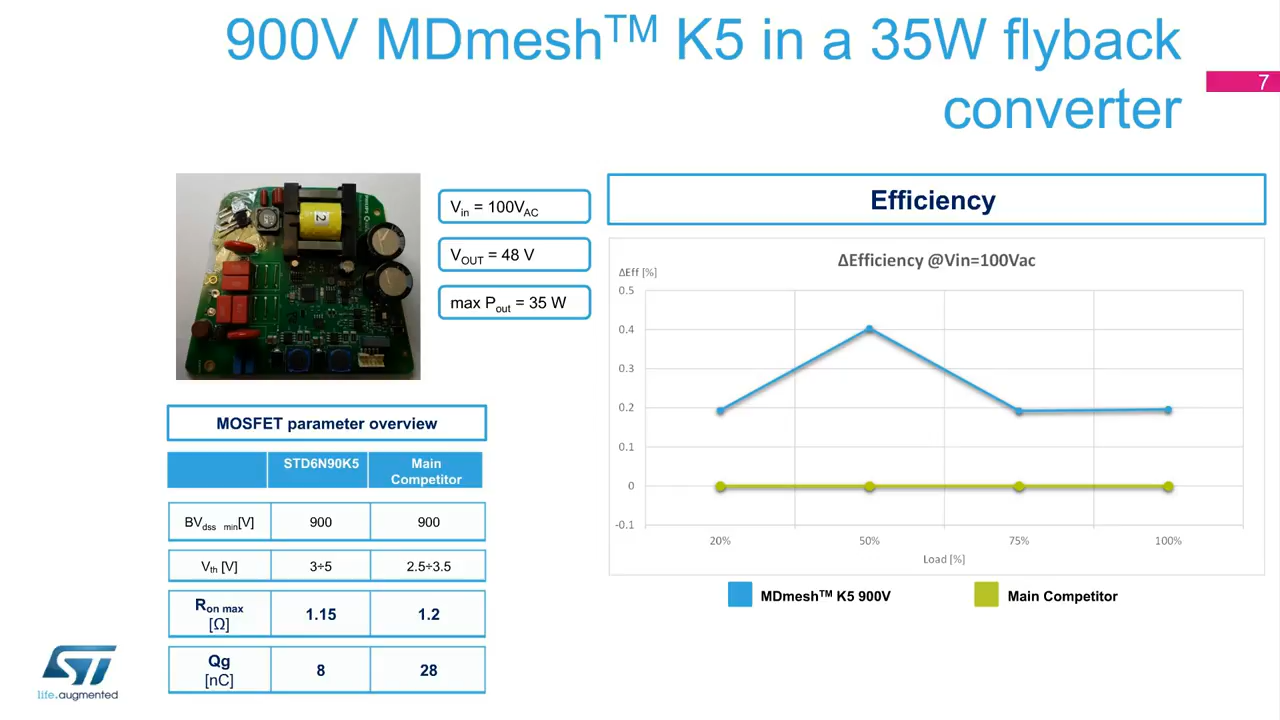 900V MDmesh™ K5 in a 35W flyback
converter
7
2
Vin = 100VAC
VOUT = 48 V
max Pout = 35 W
Efficiency
ΔEfficiency @Vin=100Vac
ΔEff [%]
0.5
0.4
0.3
0.2
0.1
0
-0.1
20% 50% 75% 100%
Load [%]
MDmesh™ K5 900V Main Competitor
MOSFET parameter overview
STD6N90K5 Main
Competitor
BVdss min[V] 900 900
Vth [V] 3÷5 2.5÷3.5
Ron max
[Ω] 1.15 1.2
Qg
[nC] 8 28
ST
life.augmented